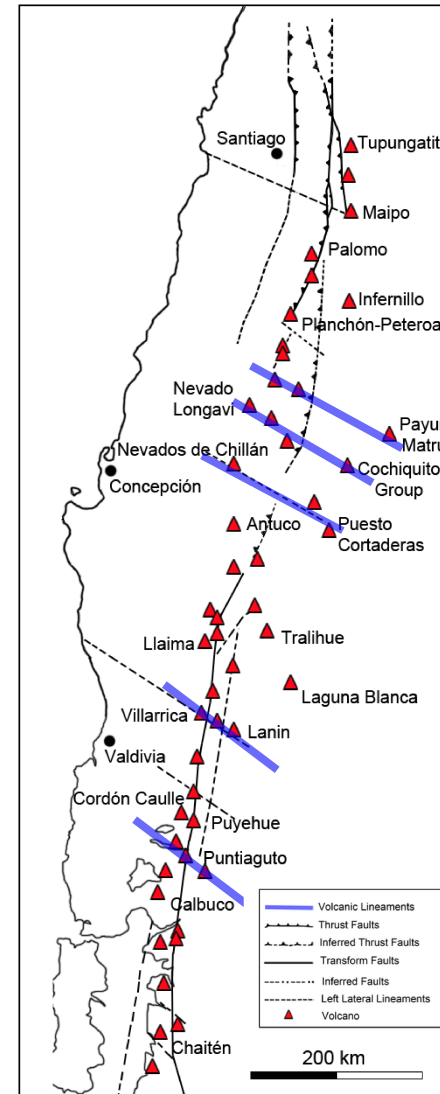 Santiago
Tupungatit
Maipo
Palomo
Infernillo
Planchón-Peteroa
Nevado
Longaví
Payun
Matru
Nevados de Chillán
Cochiquito
Group
Concepción
Antuco
Puesto
Cortaderas
Llaima
Tralihue
Laguna Blanca
Villarrica
Lanin
Valdivia
Cordón Caulle
Puyehue
Puntiaguto
Calbuco
Chaitén
Volcanic Lineaments
Thrust Faults
Inferred Thrust Faults
Transform Faults
Inferred Faults
Left Lateral Lineaments
Volcano
200 km